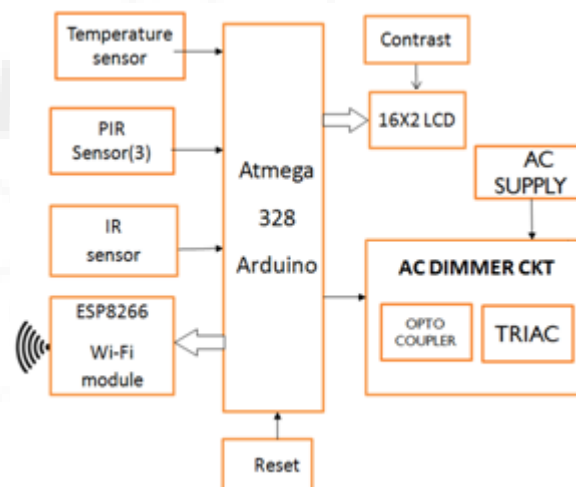 Temperature
sensor
PIR
Sensor(3)
IR
sensor
ESP8266
Wi-Fi
module
Atmega
328
Arduino
Reset
Contrast
16X2 LCD
AC
SUPPLY
AC DIMMER CKT
OPTO
COUPLER
TRIAC